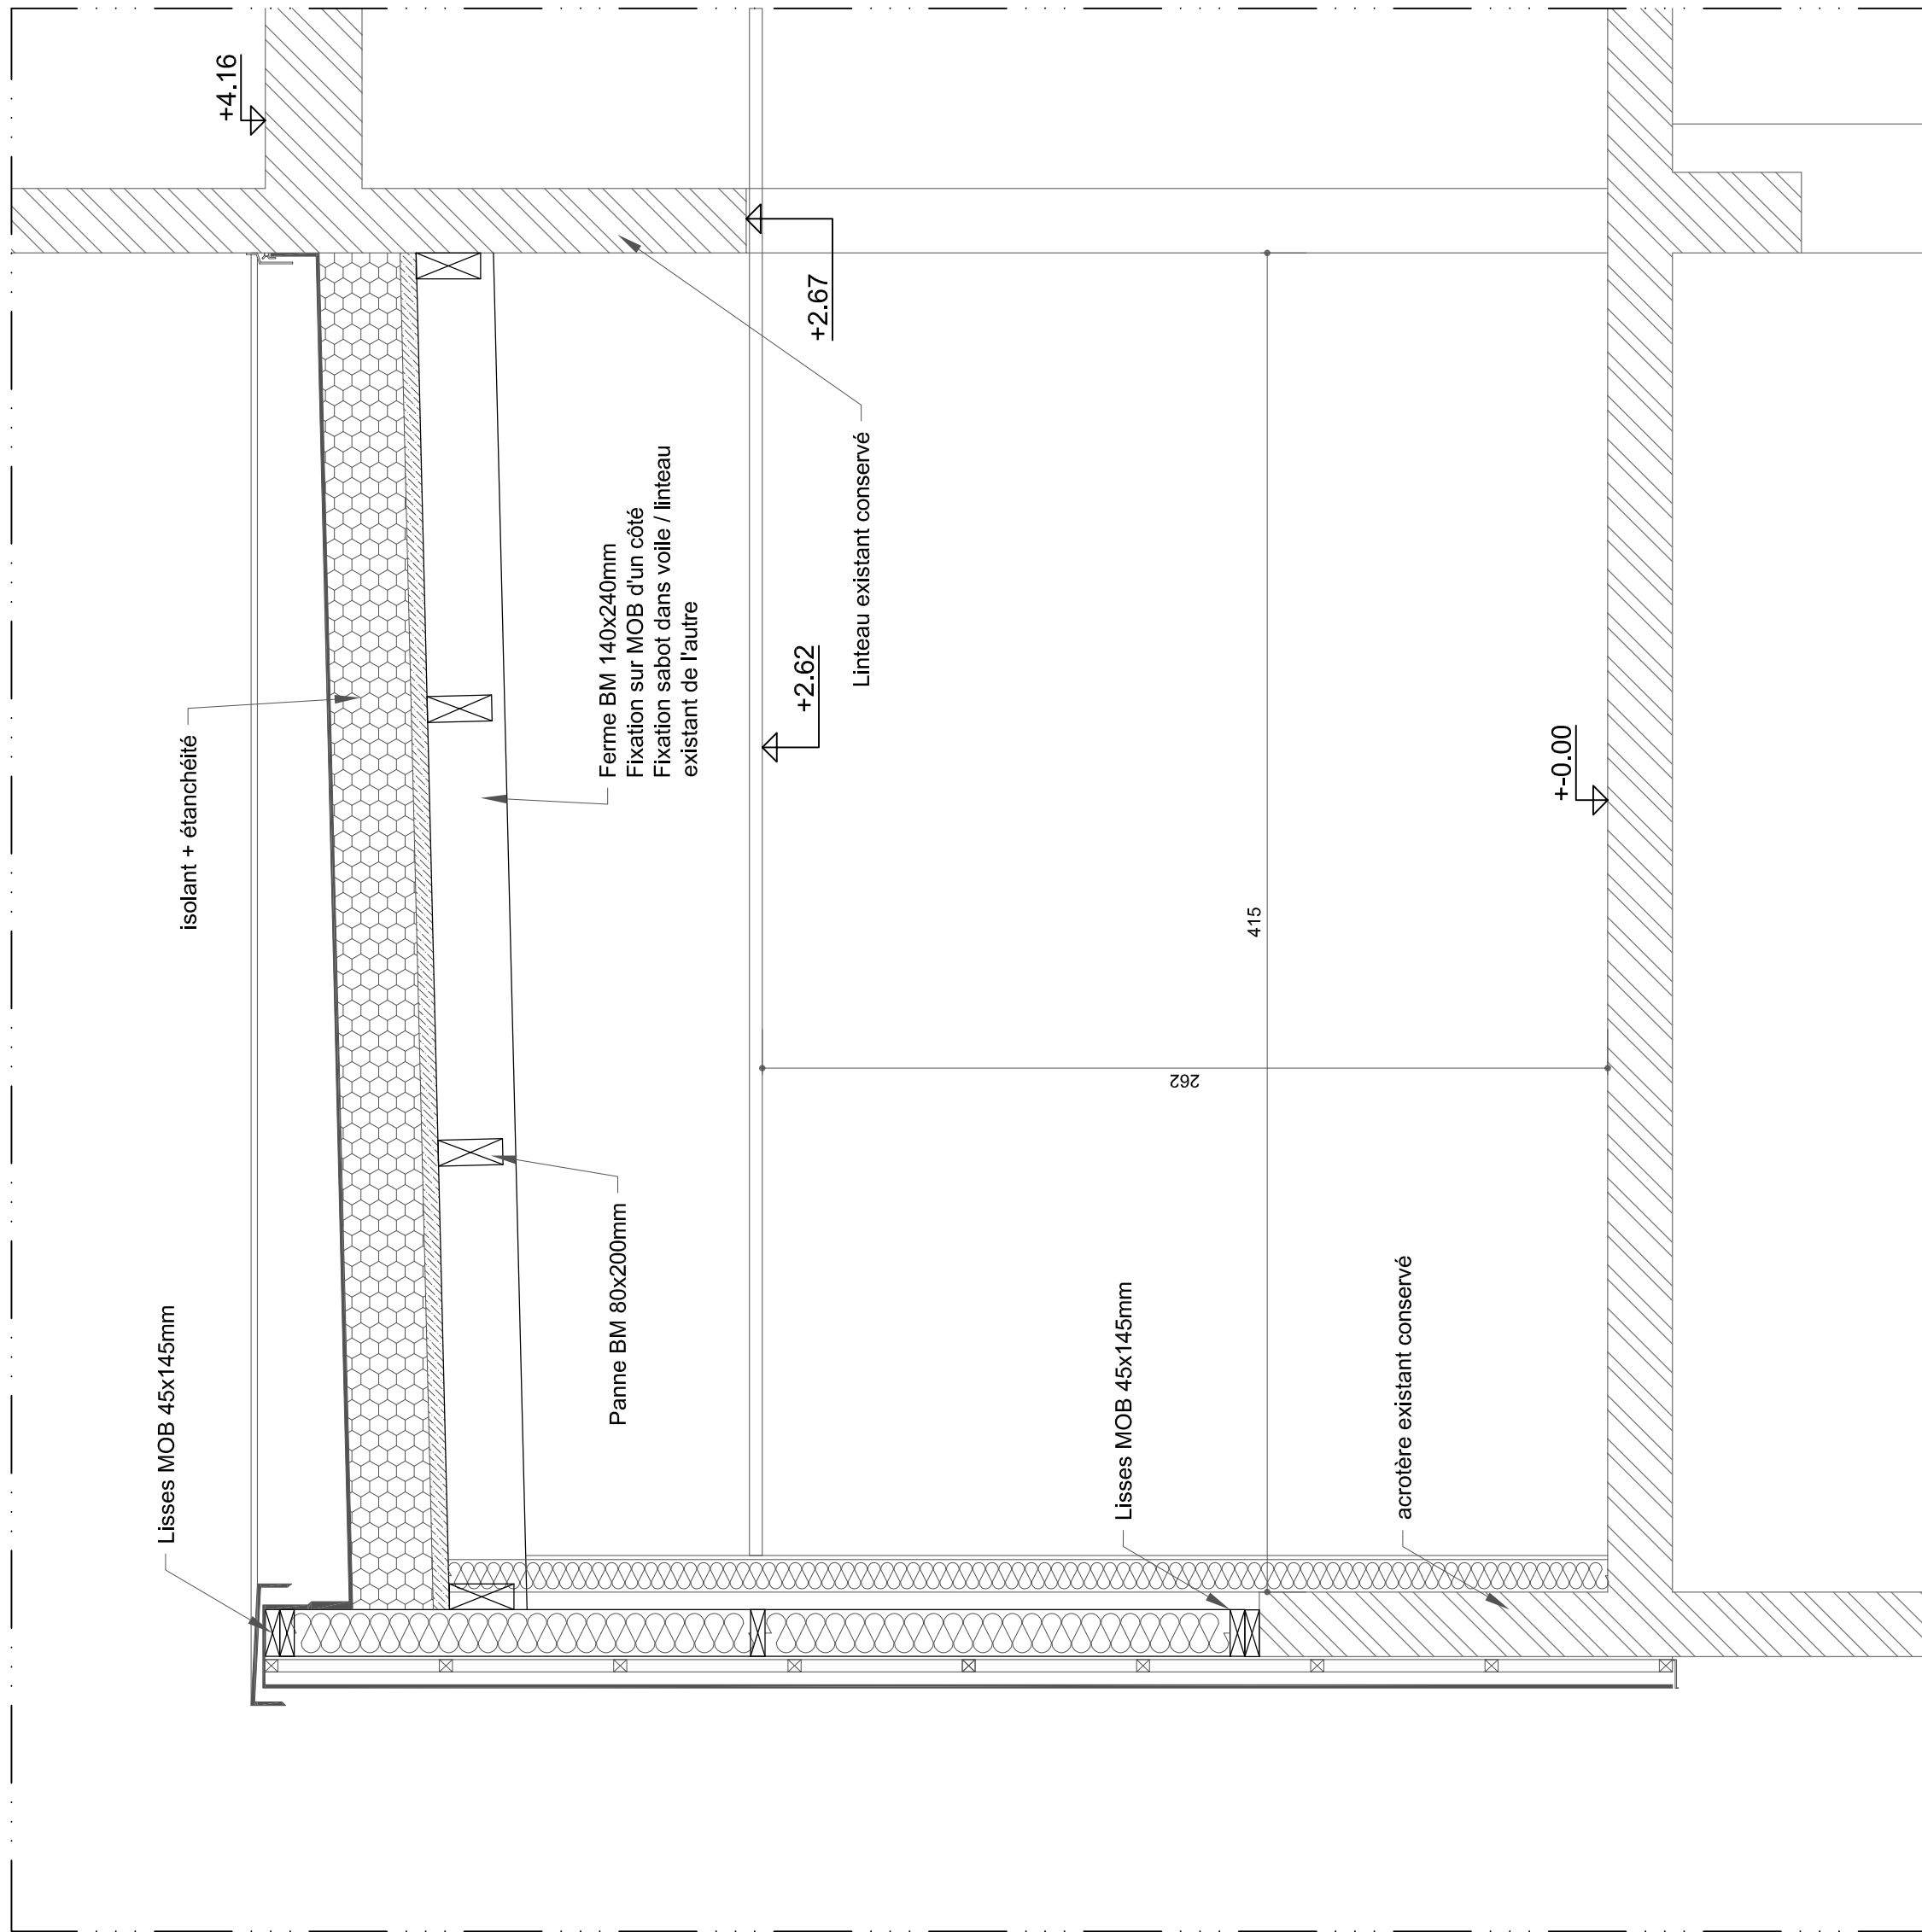 Lisses MOB 45x145mm
isolant + étanchéité
+4.16
Ferme BM 140x240mm
Fixation sur MOB d'un côté
Fixation sabot dans voile / linteau
existant de l'autre
Panne BM 80x200mm
+2.62
+2.67
Linteau existant conservé
Lisses MOB 45x145mm
262
415
acrotère existant conservé
+-0.00